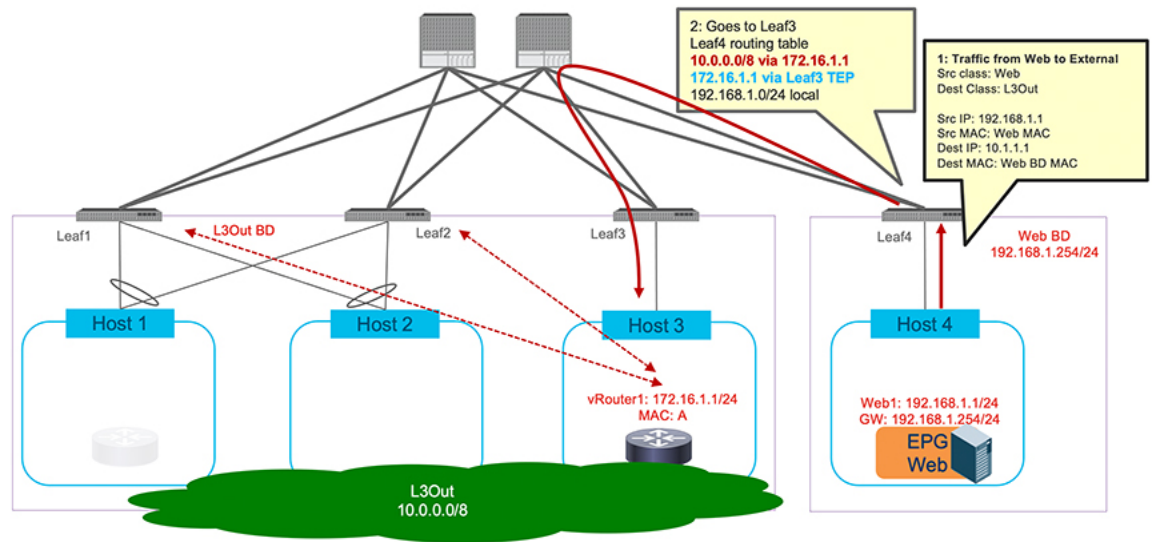 2: Goes to Leaf3
Leaf4 routing table
10.0.0.0/8 via 172.16.1.1
172.16.1.1 via Leaf3 TEP
192.168.1.0/24 local
1: Traffic from Web to External
Src class: Web
Dest Class: L3Out
Src IP: 192.168.1.1
Src MAC: Web MAC
Dest IP: 10.1.1.1
Dest MAC: Web BD MAC
Leaf1
L3Out BD
Leaf2
Leaf3
Leaf4
Web BD
192.168.1.254/24
Host 1
Host 2
Host 3
Host 4
vRouter1: 172.16.1.1/24
MAC: A
Web1: 192.168.1.1/24
GW: 192.168.1.254/24
EPG
Web
L3Out
10.0.0.0/8